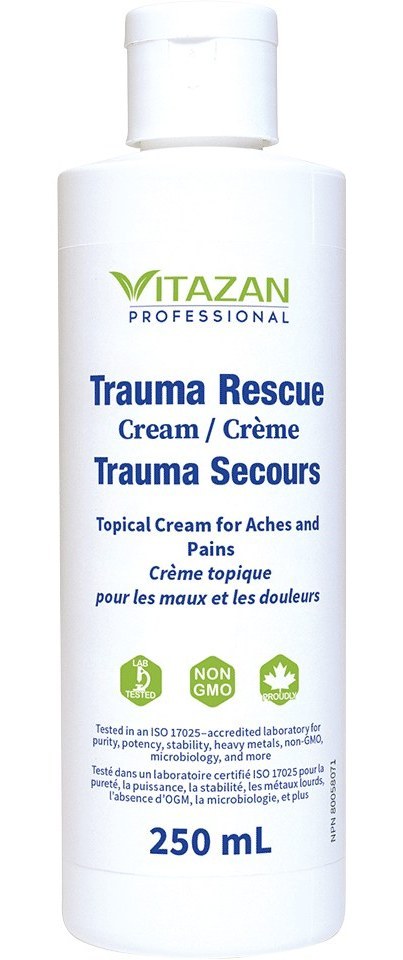 VITAZAN
PROFESSIONAL
Trauma Rescue
Cream / Crème
Trauma Secours
Topical Cream for Aches and
Pains
Crème topique
pour les maux et les douleurs
LAB
TESTED
NON
GMO
PROUDLY
Tested in an ISO 17025–accredited laboratory for
purity, potency, stability, heavy metals, non-GMO,
microbiology, and more
Testé dans un laboratoire certifié ISO 17025 pour la
pureté, la puissance, la stabilité, les métaux lourds,
l'absence d'OGM, la microbiologie, et plus
NPN 80058071
250 mL